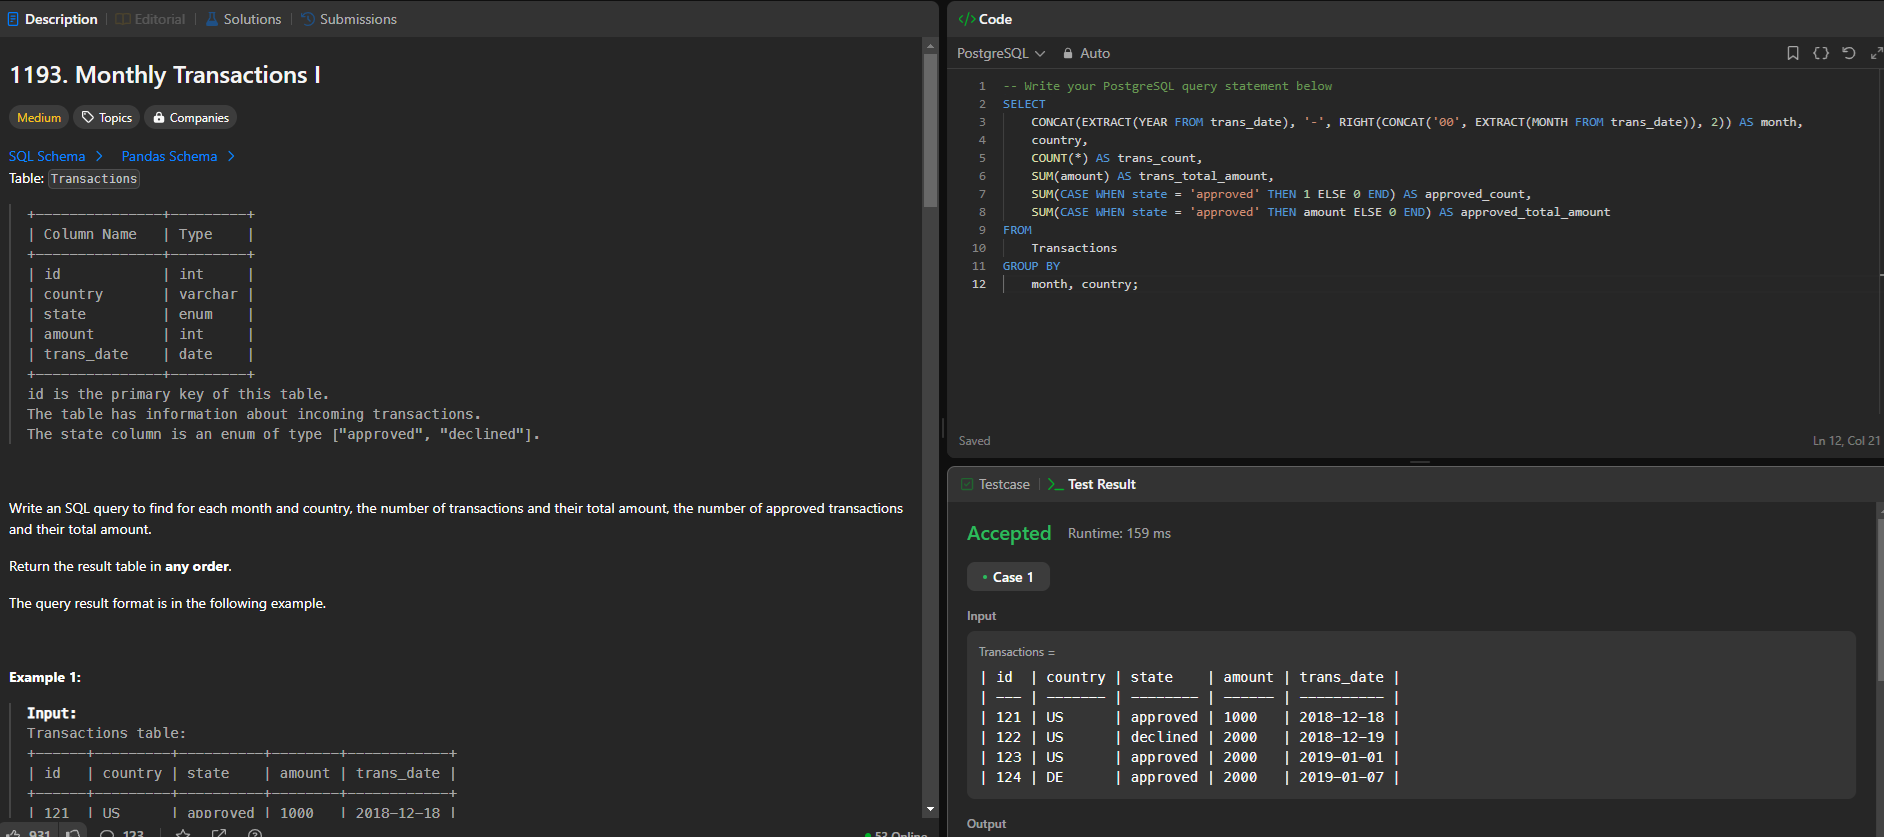 Description | Editorial | Solutions | Submissions
1193. Monthly Transactions I
Medium Topics Companies
SQL Schema > Pandas Schema >
Table: Transactions
+---------------+---------+
| Column Name   | Type    |
+---------------+---------+
| id            | int     |
| country       | varchar |
| state         | enum    |
| amount        | int     |
| trans_date    | date    |
+---------------+---------+
id is the primary key of this table.
The table has information about incoming transactions.
The state column is an enum of type ["approved", "declined"].
Write an SQL query to find for each month and country, the number of transactions and their total amount, the number of approved transactions
and their total amount.
Return the result table in any order.
The query result format is in the following example.
Example 1:
Input:
Transactions table:
+------+---------+----------+--------+------------+
| id   | country | state    | amount | trans_date |
+------+---------+----------+--------+------------+
| 121  | US      | approved | 1000   | 2018-12-18 |
931 123 53 Online
</> Code
PostgreSQL Auto
1 -- Write your PostgreSQL query statement below
2 SELECT
3     CONCAT(EXTRACT(YEAR FROM trans_date), '-', RIGHT(CONCAT('00', EXTRACT(MONTH FROM trans_date)), 2)) AS month,
4     country,
5     COUNT(*) AS trans_count,
6     SUM(amount) AS trans_total_amount,
7     SUM(CASE WHEN state = 'approved' THEN 1 ELSE 0 END) AS approved_count,
8     SUM(CASE WHEN state = 'approved' THEN amount ELSE 0 END) AS approved_total_amount
9 FROM
10     Transactions
11 GROUP BY
12     month, country;
Saved Ln 12, Col 21
Testcase | >_ Test Result
Accepted Runtime: 159 ms
• Case 1
Input
Transactions =
| id  | country | state    | amount | trans_date |
| --- | ------- | -------- | ------ | ---------- |
| 121 | US      | approved | 1000   | 2018-12-18 |
| 122 | US      | declined | 2000   | 2018-12-19 |
| 123 | US      | approved | 2000   | 2019-01-01 |
| 124 | DE      | approved | 2000   | 2019-01-07 |
Output